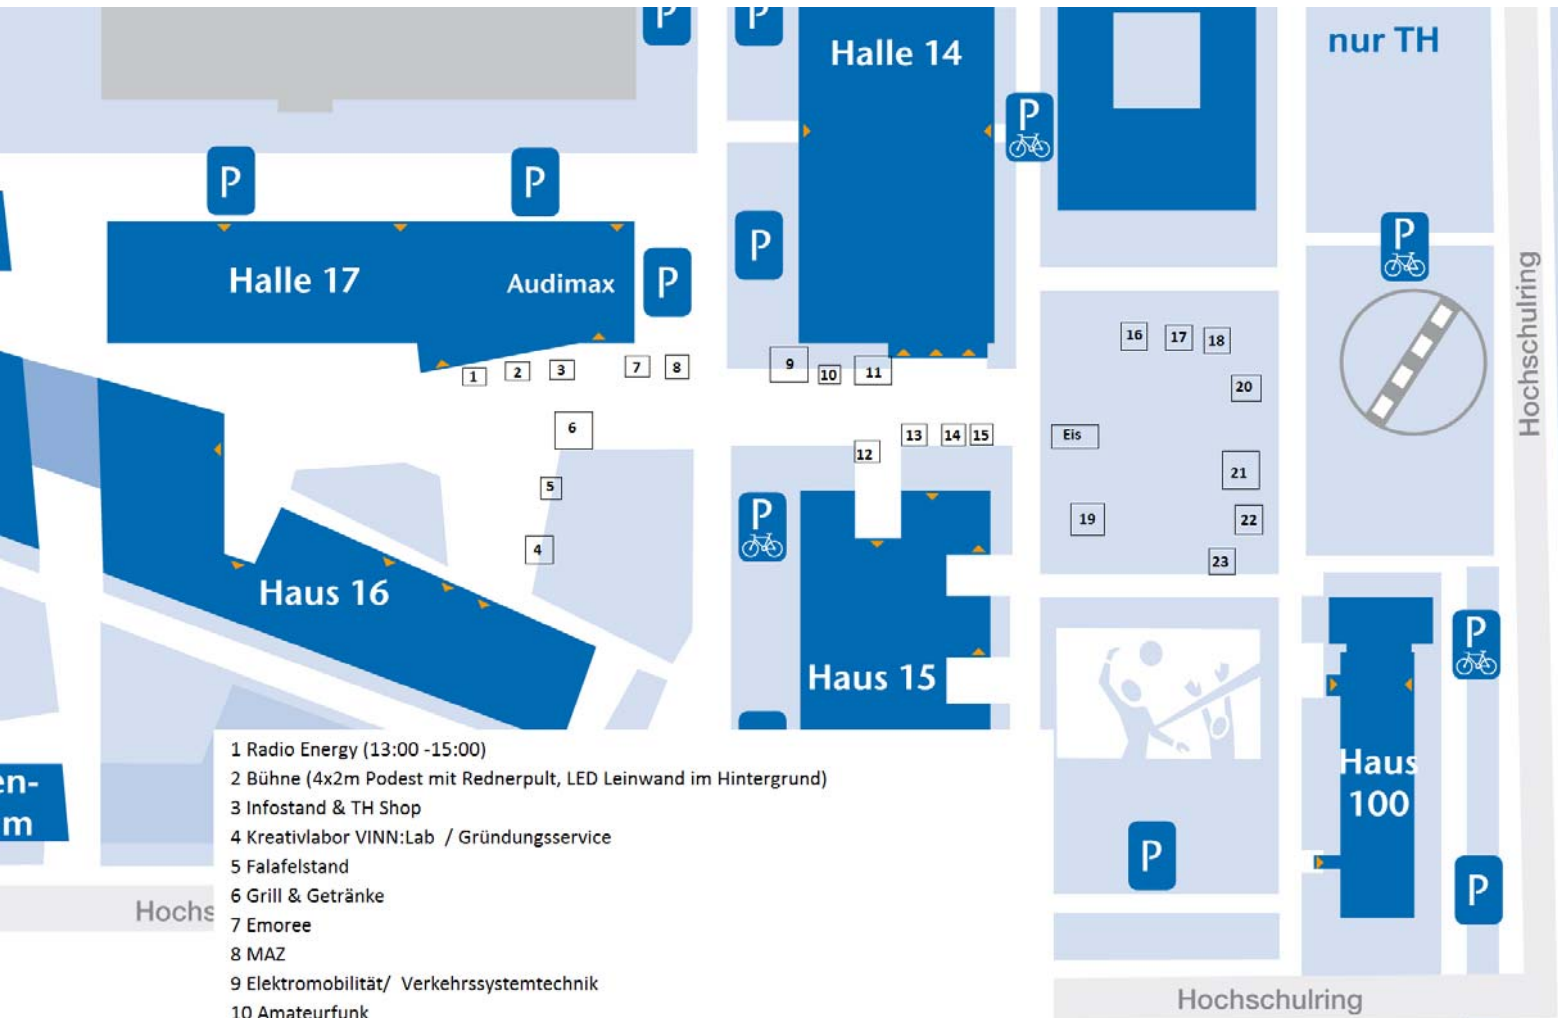 P
P
Halle 14
nur TH
P
P
P
P
Halle 17
Audimax
P
P
P
Hochschulring
1
2
3
7
8
9
10
11
16
17
18
20
6
12
13
14
15
Eis
5
4
19
21
22
23
P
Haus 16
Haus 15
P
Haus
100
P
P
en-
m
Hochs
1 Radio Energy (13:00 -15:00)
2 Bühne (4x2m Podest mit Rednerpult, LED Leinwand im Hintergrund)
3 Infostand & TH Shop
4 Kreativlabor VINN:Lab / Gründungsservice
5 Falafelstand
6 Grill & Getränke
7 Emoree
8 MAZ
9 Elektromobilität/ Verkehrssystemtechnik
10 Amateurfunk
Hochschulring